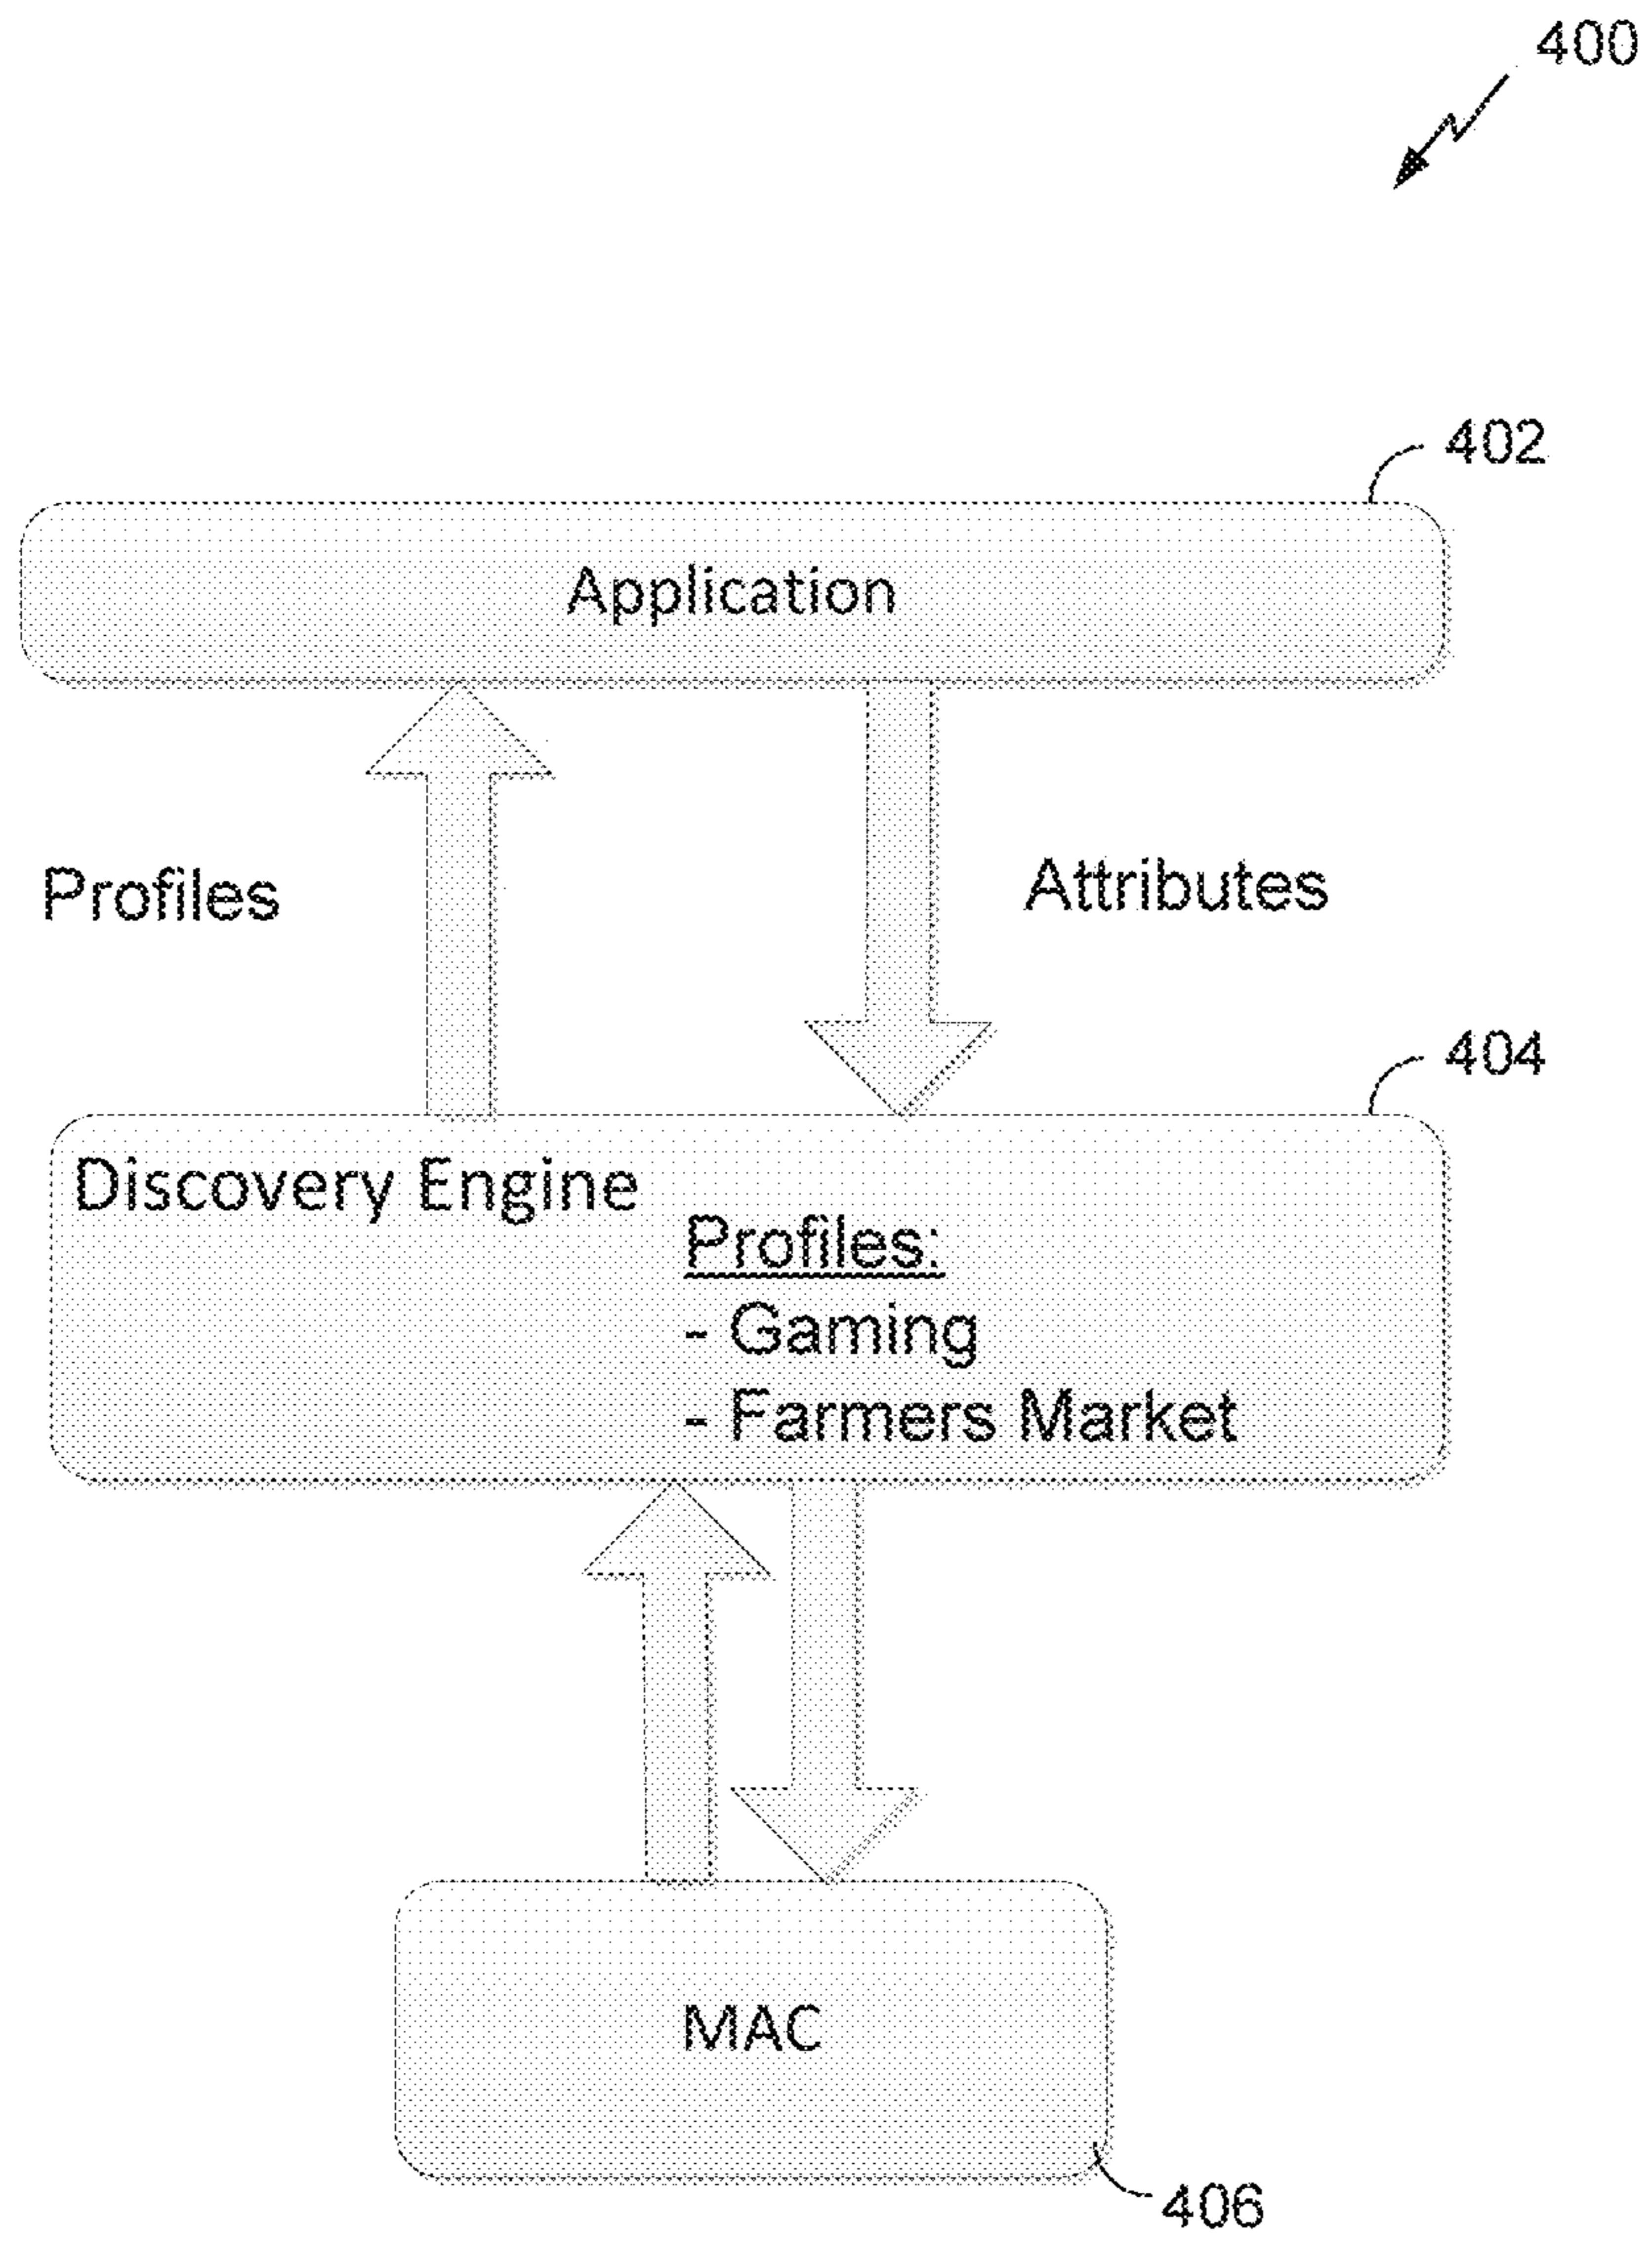 400
402
Application
Profiles
Attributes
404
Discovery Engine
Profiles:
- Gaming
- Farmers Market
MAC
406